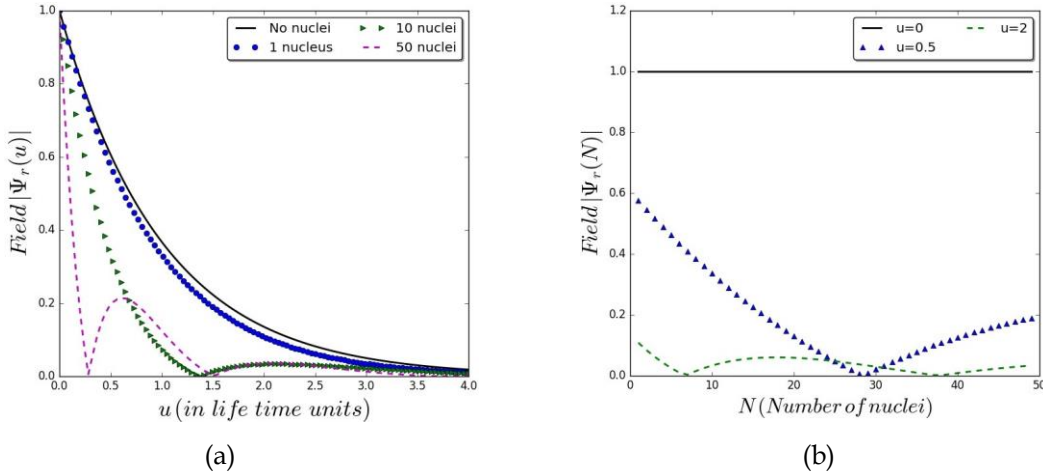 No nuclei
1 nucleus
10 nuclei
50 nuclei
Field |Ψr(u)|
1.0
0.8
0.6
0.4
0.2
0.0
0.0 0.5 1.0 1.5 2.0 2.5 3.0 3.5 4.0
u (in life time units)
(a)
u=0
u=0.5
u=2
Field |Ψr(N)|
1.2
1.0
0.8
0.6
0.4
0.2
0.0
0 10 20 30 40 50
N (Number of nuclei)
(b)